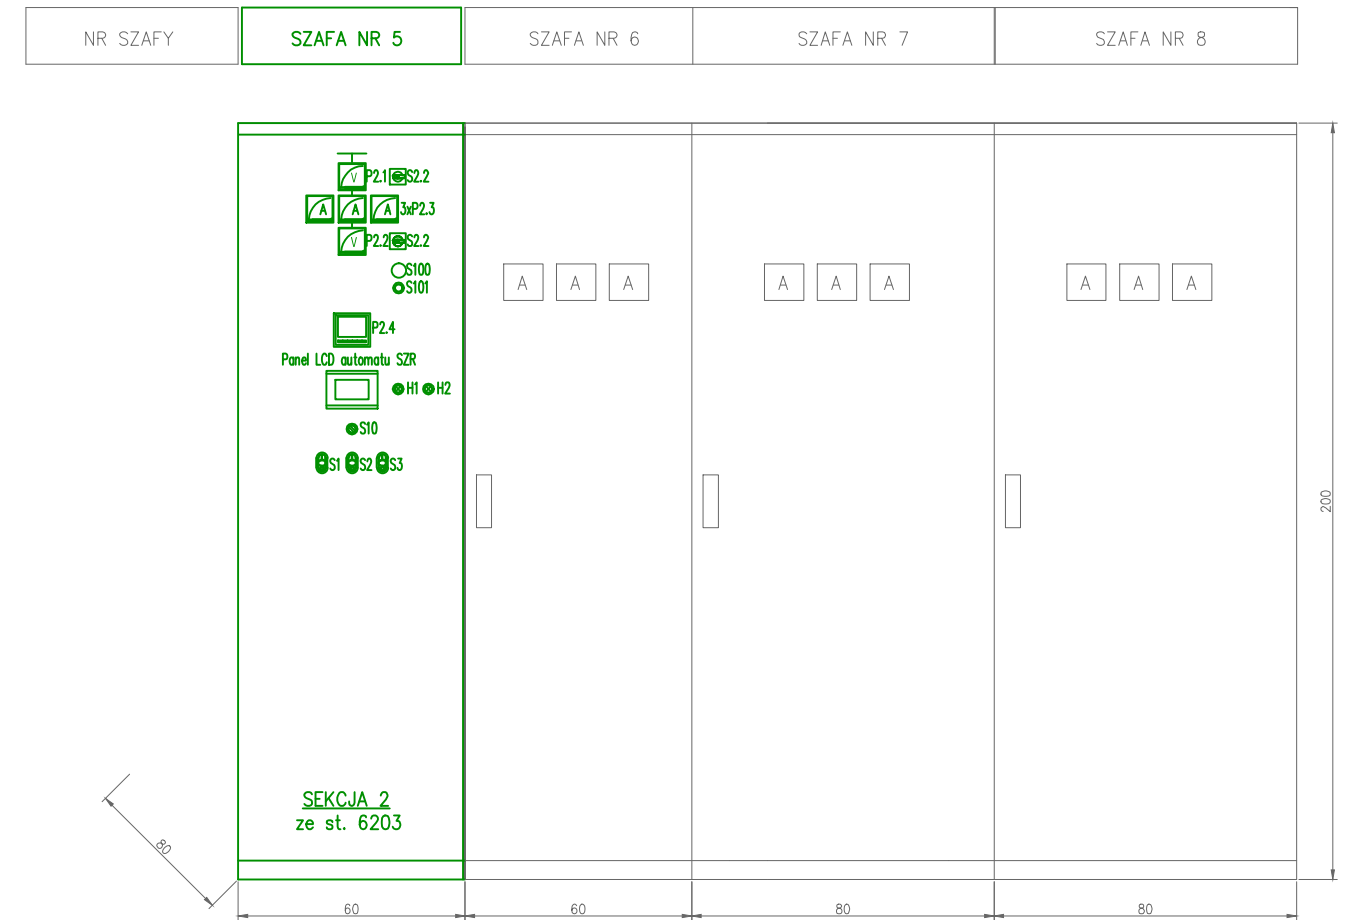 NR SZAFY SZAFA NR 5 SZAFA NR 6 SZAFA NR 7 SZAFA NR 8
V P2.1 S2.2
A A A 3xP2.3
V P2.2 S2.2
S100
A A A A A A A A A
S101
P2.4
Panel LCD automatu SZR
H1 H2
S10
S1 S2 S3
200
SEKCJA 2
ze st. 6203
80
60 60 80 80